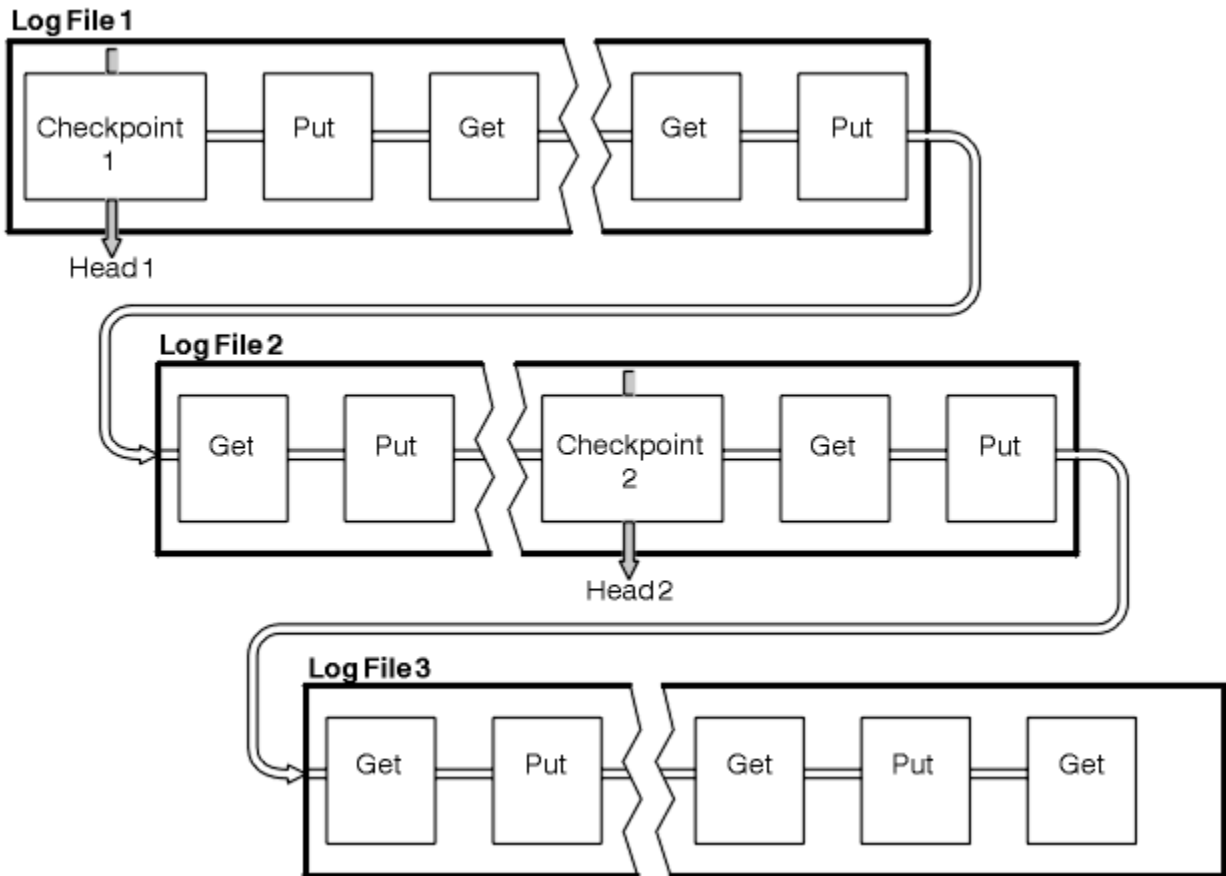 Log File 1
Checkpoint
1
Put
Get
Get
Put
Head 1
Log File 2
Get
Put
Checkpoint
2
Get
Put
Head 2
Log File 3
Get
Put
Get
Put
Get